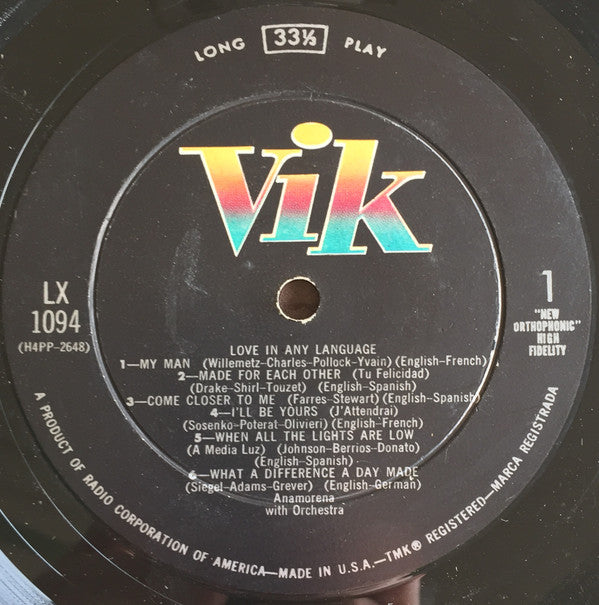 LONG 33⅓ PLAY
Vik
LX
1094
(H4PP-2648)
1
"NEW
ORTHOPHONIC"
HIGH
FIDELITY
LOVE IN ANY LANGUAGE
1—MY MAN (Willemetz-Charles-Pollock-Yvain) (English-French)
2—MADE FOR EACH OTHER (Tu Felicidad)
(Drake-Shirl-Touzet) (English-Spanish)
3—COME CLOSER TO ME (Farres-Stewart) (English-Spanish)
4—I'LL BE YOURS (J'Attendrai)
(Sosenko-Poterat-Olivieri) (English-French)
5—WHEN ALL THE LIGHTS ARE LOW
(A Media Luz) (Johnson-Berrios-Donato)
(English-Spanish)
6—WHAT A DIFFERENCE A DAY MADE
(Siegel-Adams-Grever) (English-German)
Anamorena
with Orchestra
A PRODUCT OF RADIO CORPORATION OF AMERICA—MADE IN U.S.A.—TMK® REGISTERED—MARCA REGISTRADA